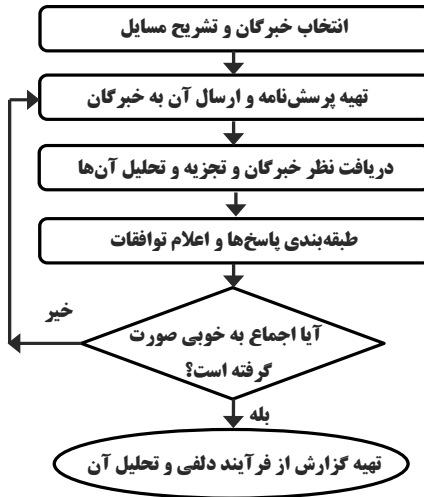 انتخاب خبرگان و تشریح مسایل
تهیه پرسش‌نامه و ارسال آن به خبرگان
دریافت نظر خبرگان و تجزیه و تحلیل آن‌ها
طبقه‌بندی پاسخ‌ها و اعلام توافقات
خیر
آیا اجماع به خوبی صورت
گرفته است؟
بله
تهیه گزارش از فرآیند دلفی و تحلیل آن